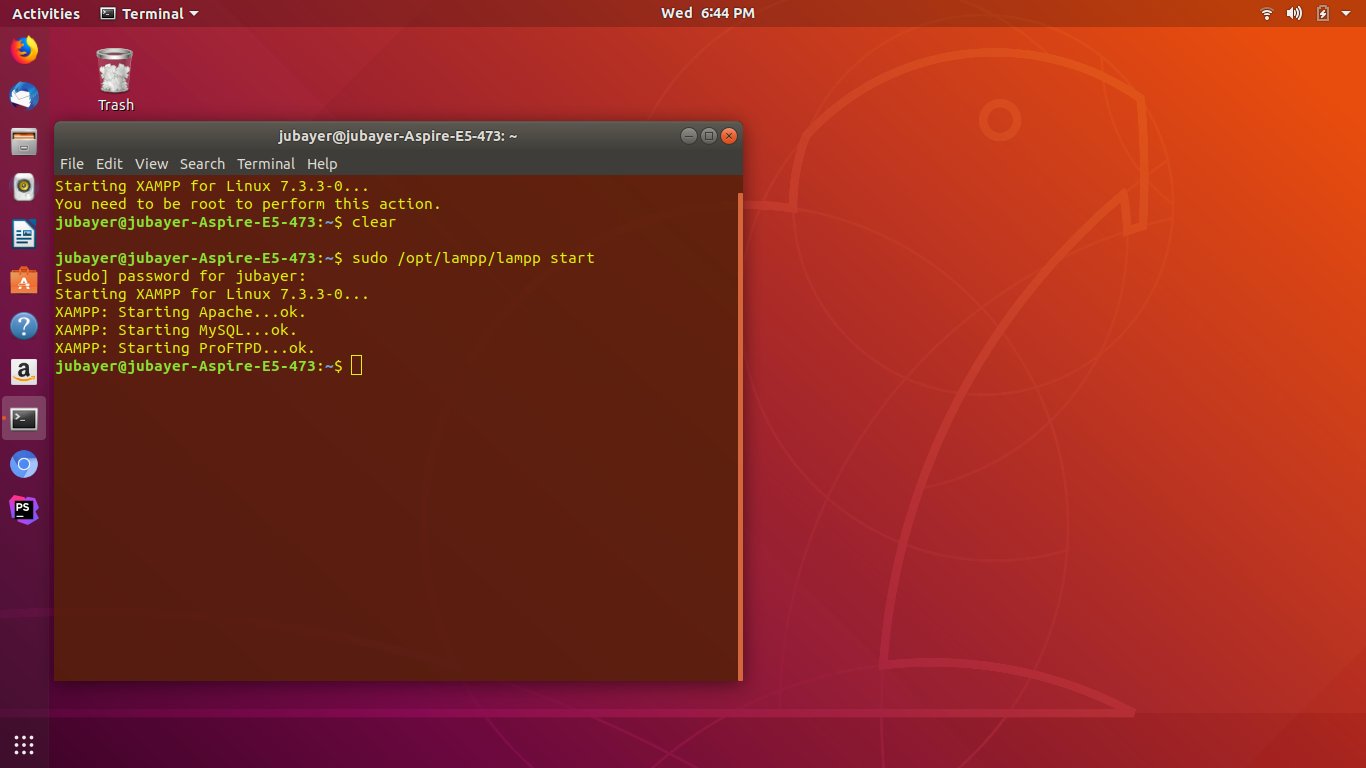 Activities
Terminal
Wed 6:44 PM
Trash
jubayer@jubayer-Aspire-E5-473: ~
File Edit View Search Terminal Help
Starting XAMPP for Linux 7.3.3-0...
You need to be root to perform this action.
jubayer@jubayer-Aspire-E5-473:~$ clear
jubayer@jubayer-Aspire-E5-473:~$ sudo /opt/lampp/lampp start
[sudo] password for jubayer:
Starting XAMPP for Linux 7.3.3-0...
XAMPP: Starting Apache...ok.
XAMPP: Starting MySQL...ok.
XAMPP: Starting ProFTPD...ok.
jubayer@jubayer-Aspire-E5-473:~$
a
>_
PS